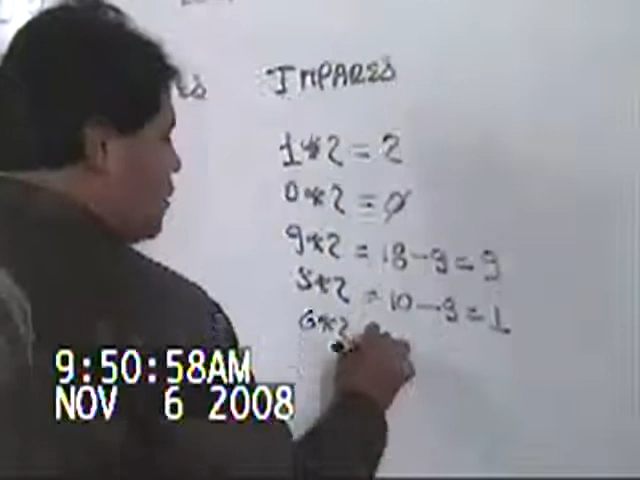 ES IMPARES
1*2 = 2
0*2 = 0
9*2 = 18-9=9
5*2 = 10-9=1
6*2
9:50:58AM
NOV 6 2008